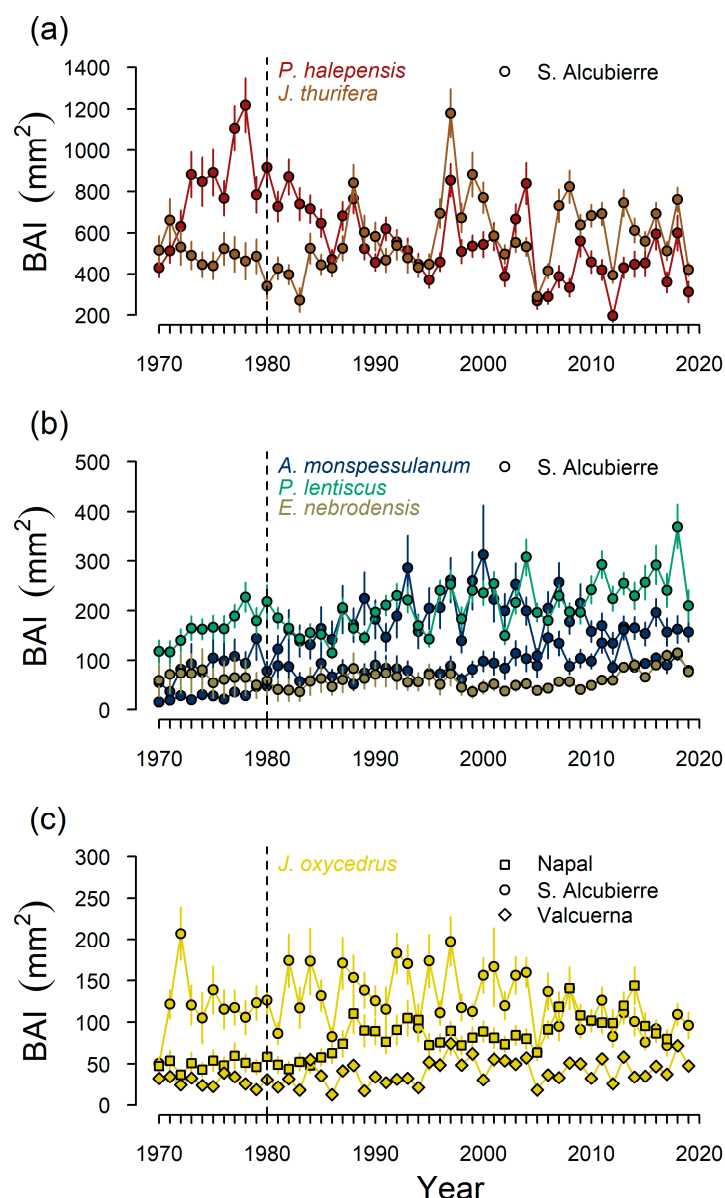 (a)
1400
1200
1000
800
600
400
200
BAI (mm²)
P. halepensis
J. thurifera
S. Alcubierre
1970 1980 1990 2000 2010 2020
(b)
500
400
300
200
100
0
BAI (mm²)
A. monspessulanum
P. lentiscus
E. nebrodensis
S. Alcubierre
1970 1980 1990 2000 2010 2020
(c)
300
250
200
150
100
50
0
BAI (mm²)
J. oxycedrus
Napal
S. Alcubierre
Valcuerna
1970 1980 1990 2000 2010 2020
Year